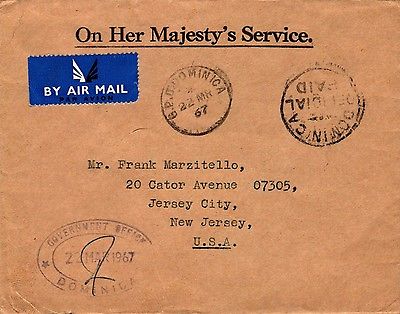 On Her Majesty's Service.
BY AIR MAIL
PAR AVION
G.P.O. DOMINICA
22 MR
67
DOMINICA
OFFICIAL
PAID
Mr. Frank Marzitello,
20 Cator Avenue 07305,
Jersey City,
New Jersey,
U.S.A.
GOVERNMENT OFFICE
MAR 1967
DOMINICA